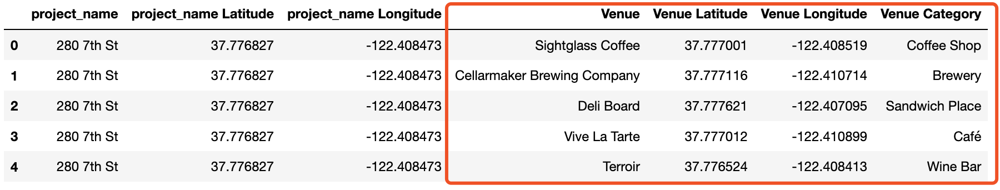 project_name project_name Latitude project_name Longitude Venue Venue Latitude Venue Longitude Venue Category
0 280 7th St 37.776827 -122.408473 Sightglass Coffee 37.777001 -122.408519 Coffee Shop
1 280 7th St 37.776827 -122.408473 Cellarmaker Brewing Company 37.777116 -122.410714 Brewery
2 280 7th St 37.776827 -122.408473 Deli Board 37.777621 -122.407095 Sandwich Place
3 280 7th St 37.776827 -122.408473 Vive La Tarte 37.777012 -122.410899 Café
4 280 7th St 37.776827 -122.408473 Terroir 37.776524 -122.408413 Wine Bar